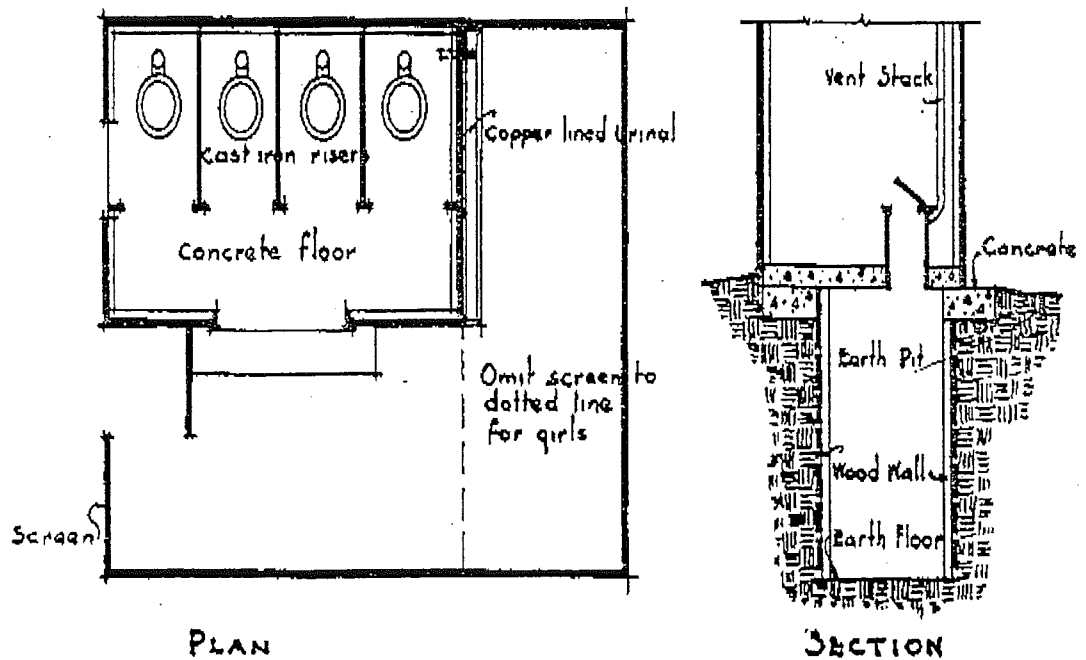 Copper lined Urinal
Cast iron risers
Concrete floor
Omit screen to
dotted line
for girls
Screen
PLAN
Vent Stack
Concrete
Earth Pit
Wood Wall
Earth Floor
SECTION